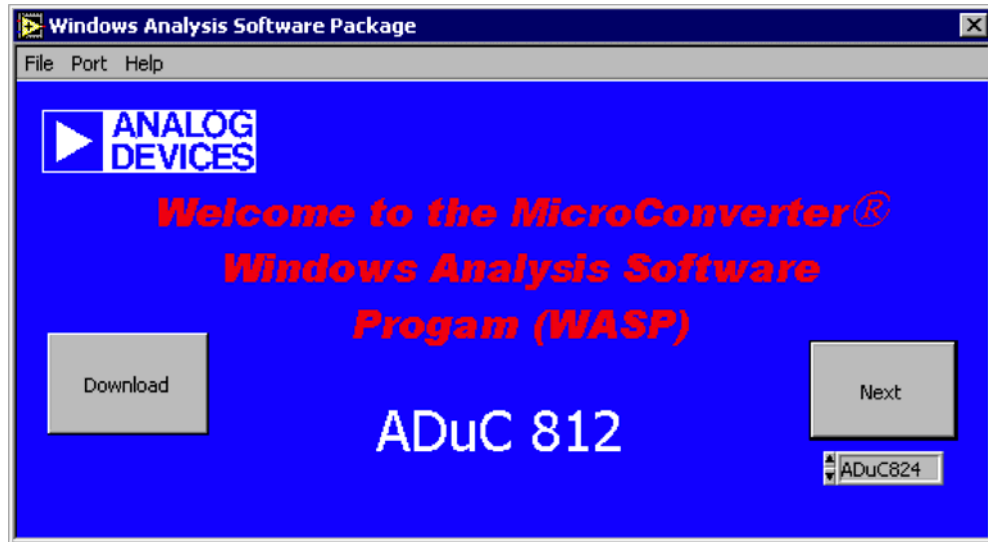 Windows Analysis Software Package
File Port Help
ANALOG
DEVICES
Welcome to the MicroConverter®
Windows Analysis Software
Progam (WASP)
Download
Next
ADuC 812
ADuC824